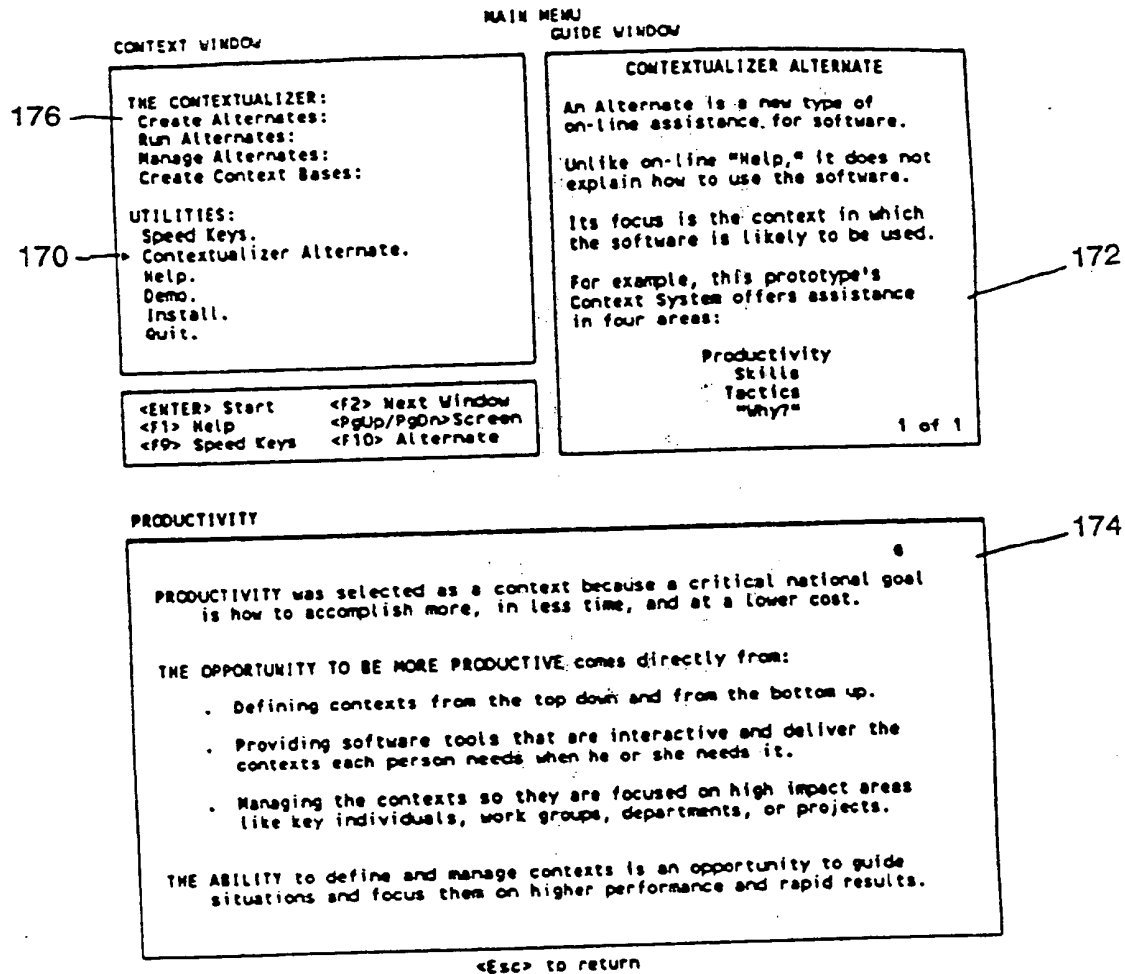 MAIN MENU
CONTEXT WINDOW
THE CONTEXTUALIZER:
Create Alternates:
Run Alternates:
Manage Alternates:
Create Context Bases:
UTILITIES:
Speed Keys.
Contextualizer Alternate.
Help.
Demo.
Install.
Quit.
176
170
<ENTER> Start <F2> Next Window
<F1> Help <PgUp/PgDn>Screen
<F9> Speed Keys <F10> Alternate
GUIDE WINDOW
CONTEXTUALIZER ALTERNATE
An Alternate is a new type of
on-line assistance for software.
Unlike on-line "Help," it does not
explain how to use the software.
Its focus is the context in which
the software is likely to be used.
For example, this prototype's
Context System offers assistance
in four areas:
Productivity
Skills
Tactics
"Why?"
1 of 1
172
PRODUCTIVITY
174
PRODUCTIVITY was selected as a context because a critical national goal
is how to accomplish more, in less time, and at a lower cost.
THE OPPORTUNITY TO BE MORE PRODUCTIVE comes directly from:
. Defining contexts from the top down and from the bottom up.
. Providing software tools that are interactive and deliver the
contexts each person needs when he or she needs it.
. Managing the contexts so they are focused on high impact areas
like key individuals, work groups, departments, or projects.
THE ABILITY to define and manage contexts is an opportunity to guide
situations and focus them on higher performance and rapid results.
<Esc> to return